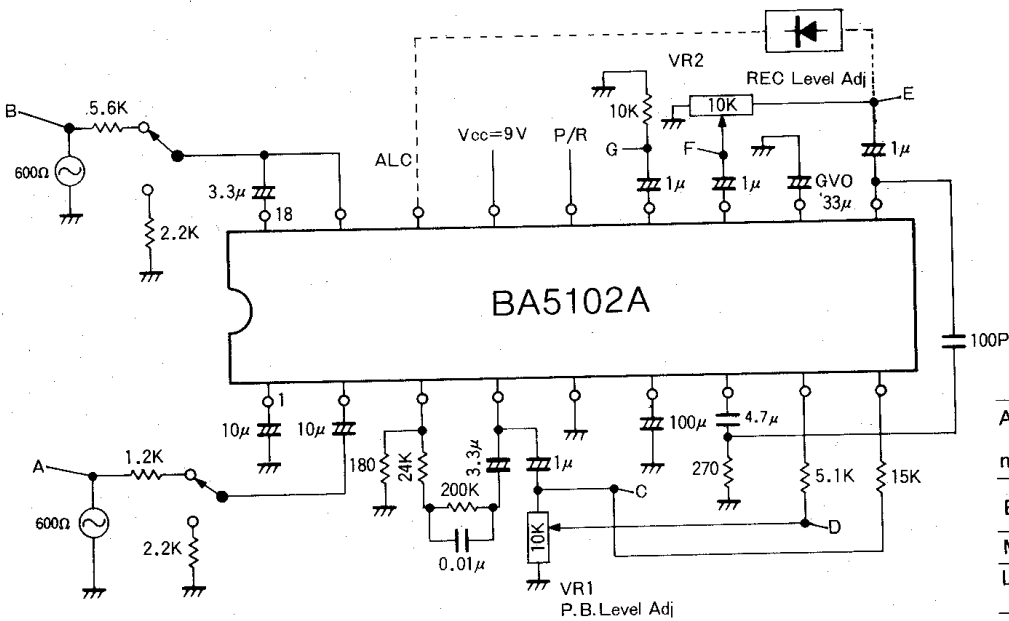 VR2
REC Level Adj
B
5.6K
10K
10K
E
Vcc=9V
P/R
ALC
G
F
1μ
600Ω
3.3μ
1μ
1μ
GVO
33μ
18
2.2K
BA5102A
100P
1
10μ
10μ
100μ
4.7μ
A
1.2K
180
24K
3.3μ
1μ
270
5.1K
15K
200K
C
600Ω
10K
D
2.2K
0.01μ
VR1
P.B.Level Adj